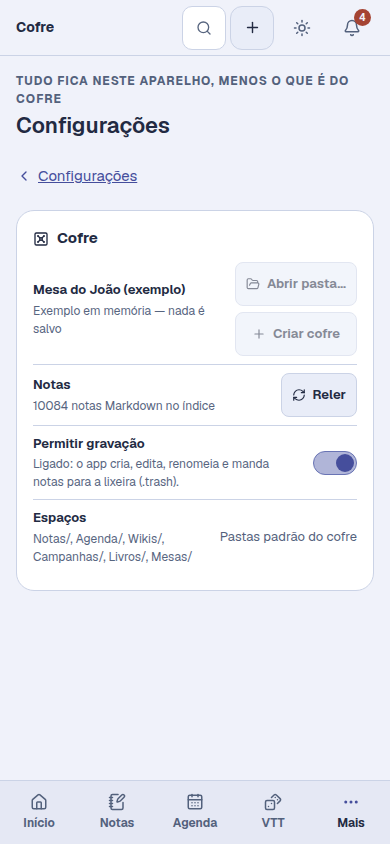 Cofre
4
TUDO FICA NESTE APARELHO, MENOS O QUE É DO
COFRE
Configurações
Configurações
Cofre
Mesa do João (exemplo)
Exemplo em memória — nada é
salvo
Abrir pasta…
Criar cofre
Notas
10084 notas Markdown no índice
Reler
Permitir gravação
Ligado: o app cria, edita, renomeia e manda
notas para a lixeira (.trash).
Espaços
Notas/, Agenda/, Wikis/,
Campanhas/, Livros/, Mesas/
Pastas padrão do cofre
Início
Notas
Agenda
VTT
Mais